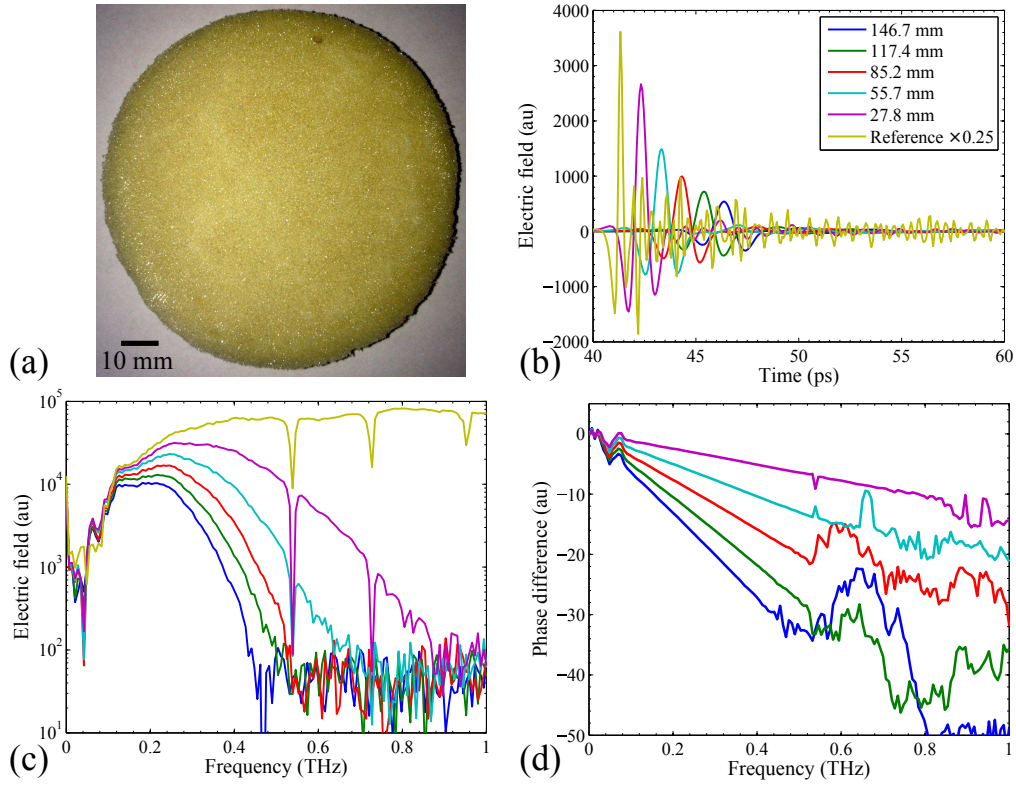 (a)
10 mm
(b)
Electric field (au)
4000
3000
2000
1000
0
−1000
−2000
40
45
50
55
60
Time (ps)
146.7 mm
117.4 mm
85.2 mm
55.7 mm
27.8 mm
Reference ×0.25
(c)
Electric field (au)
10^5
10^4
10^3
10^2
10^1
0
0.2
0.4
0.6
0.8
1
Frequency (THz)
(d)
Phase difference (au)
0
−10
−20
−30
−40
−50
0
0.2
0.4
0.6
0.8
1
Frequency (THz)